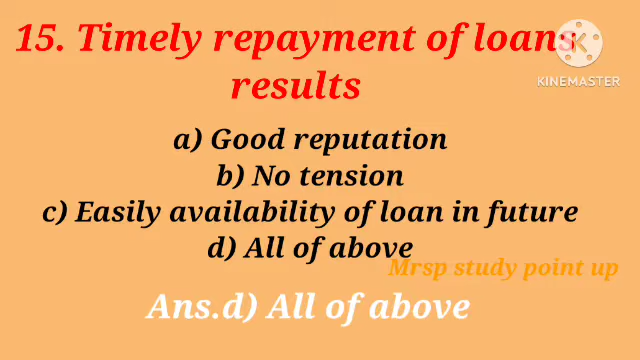 15. Timely repayment of loans
KINEMASTER
results
a) Good reputation
b) No tension
c) Easily availability of loan in future
d) All of above
Mrsp study point up
Ans.d) All of above